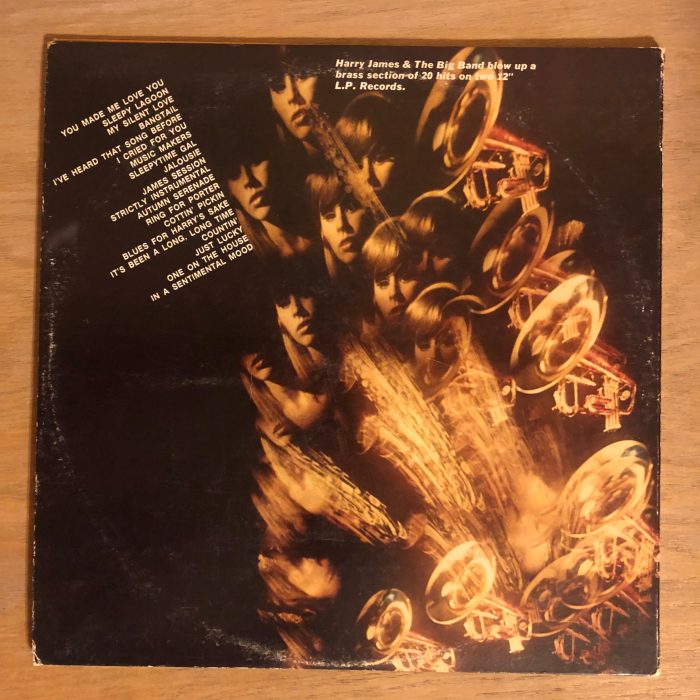 Harry James & The Big Band blow up a
brass section of 20 hits on two 12"
L.P. Records.
YOU MADE ME LOVE YOU
SLEEPY LAGOON
MY SILENT LOVE
BANGTAIL
I'VE HEARD THAT SONG BEFORE
I CRIED FOR YOU
MUSIC MAKERS
SLEEPYTIME GAL
JALOUSIE
JAMES SESSION
STRICTLY INSTRUMENTAL
AUTUMN SERENADE
RING FOR PORTER
COTTIN' PICKIN
BLUES FOR HARRY'S SAKE
IT'S BEEN A LONG, LONG TIME
COUNTIN'
JUST LUCKY
ONE ON THE HOUSE
IN A SENTIMENTAL MOOD